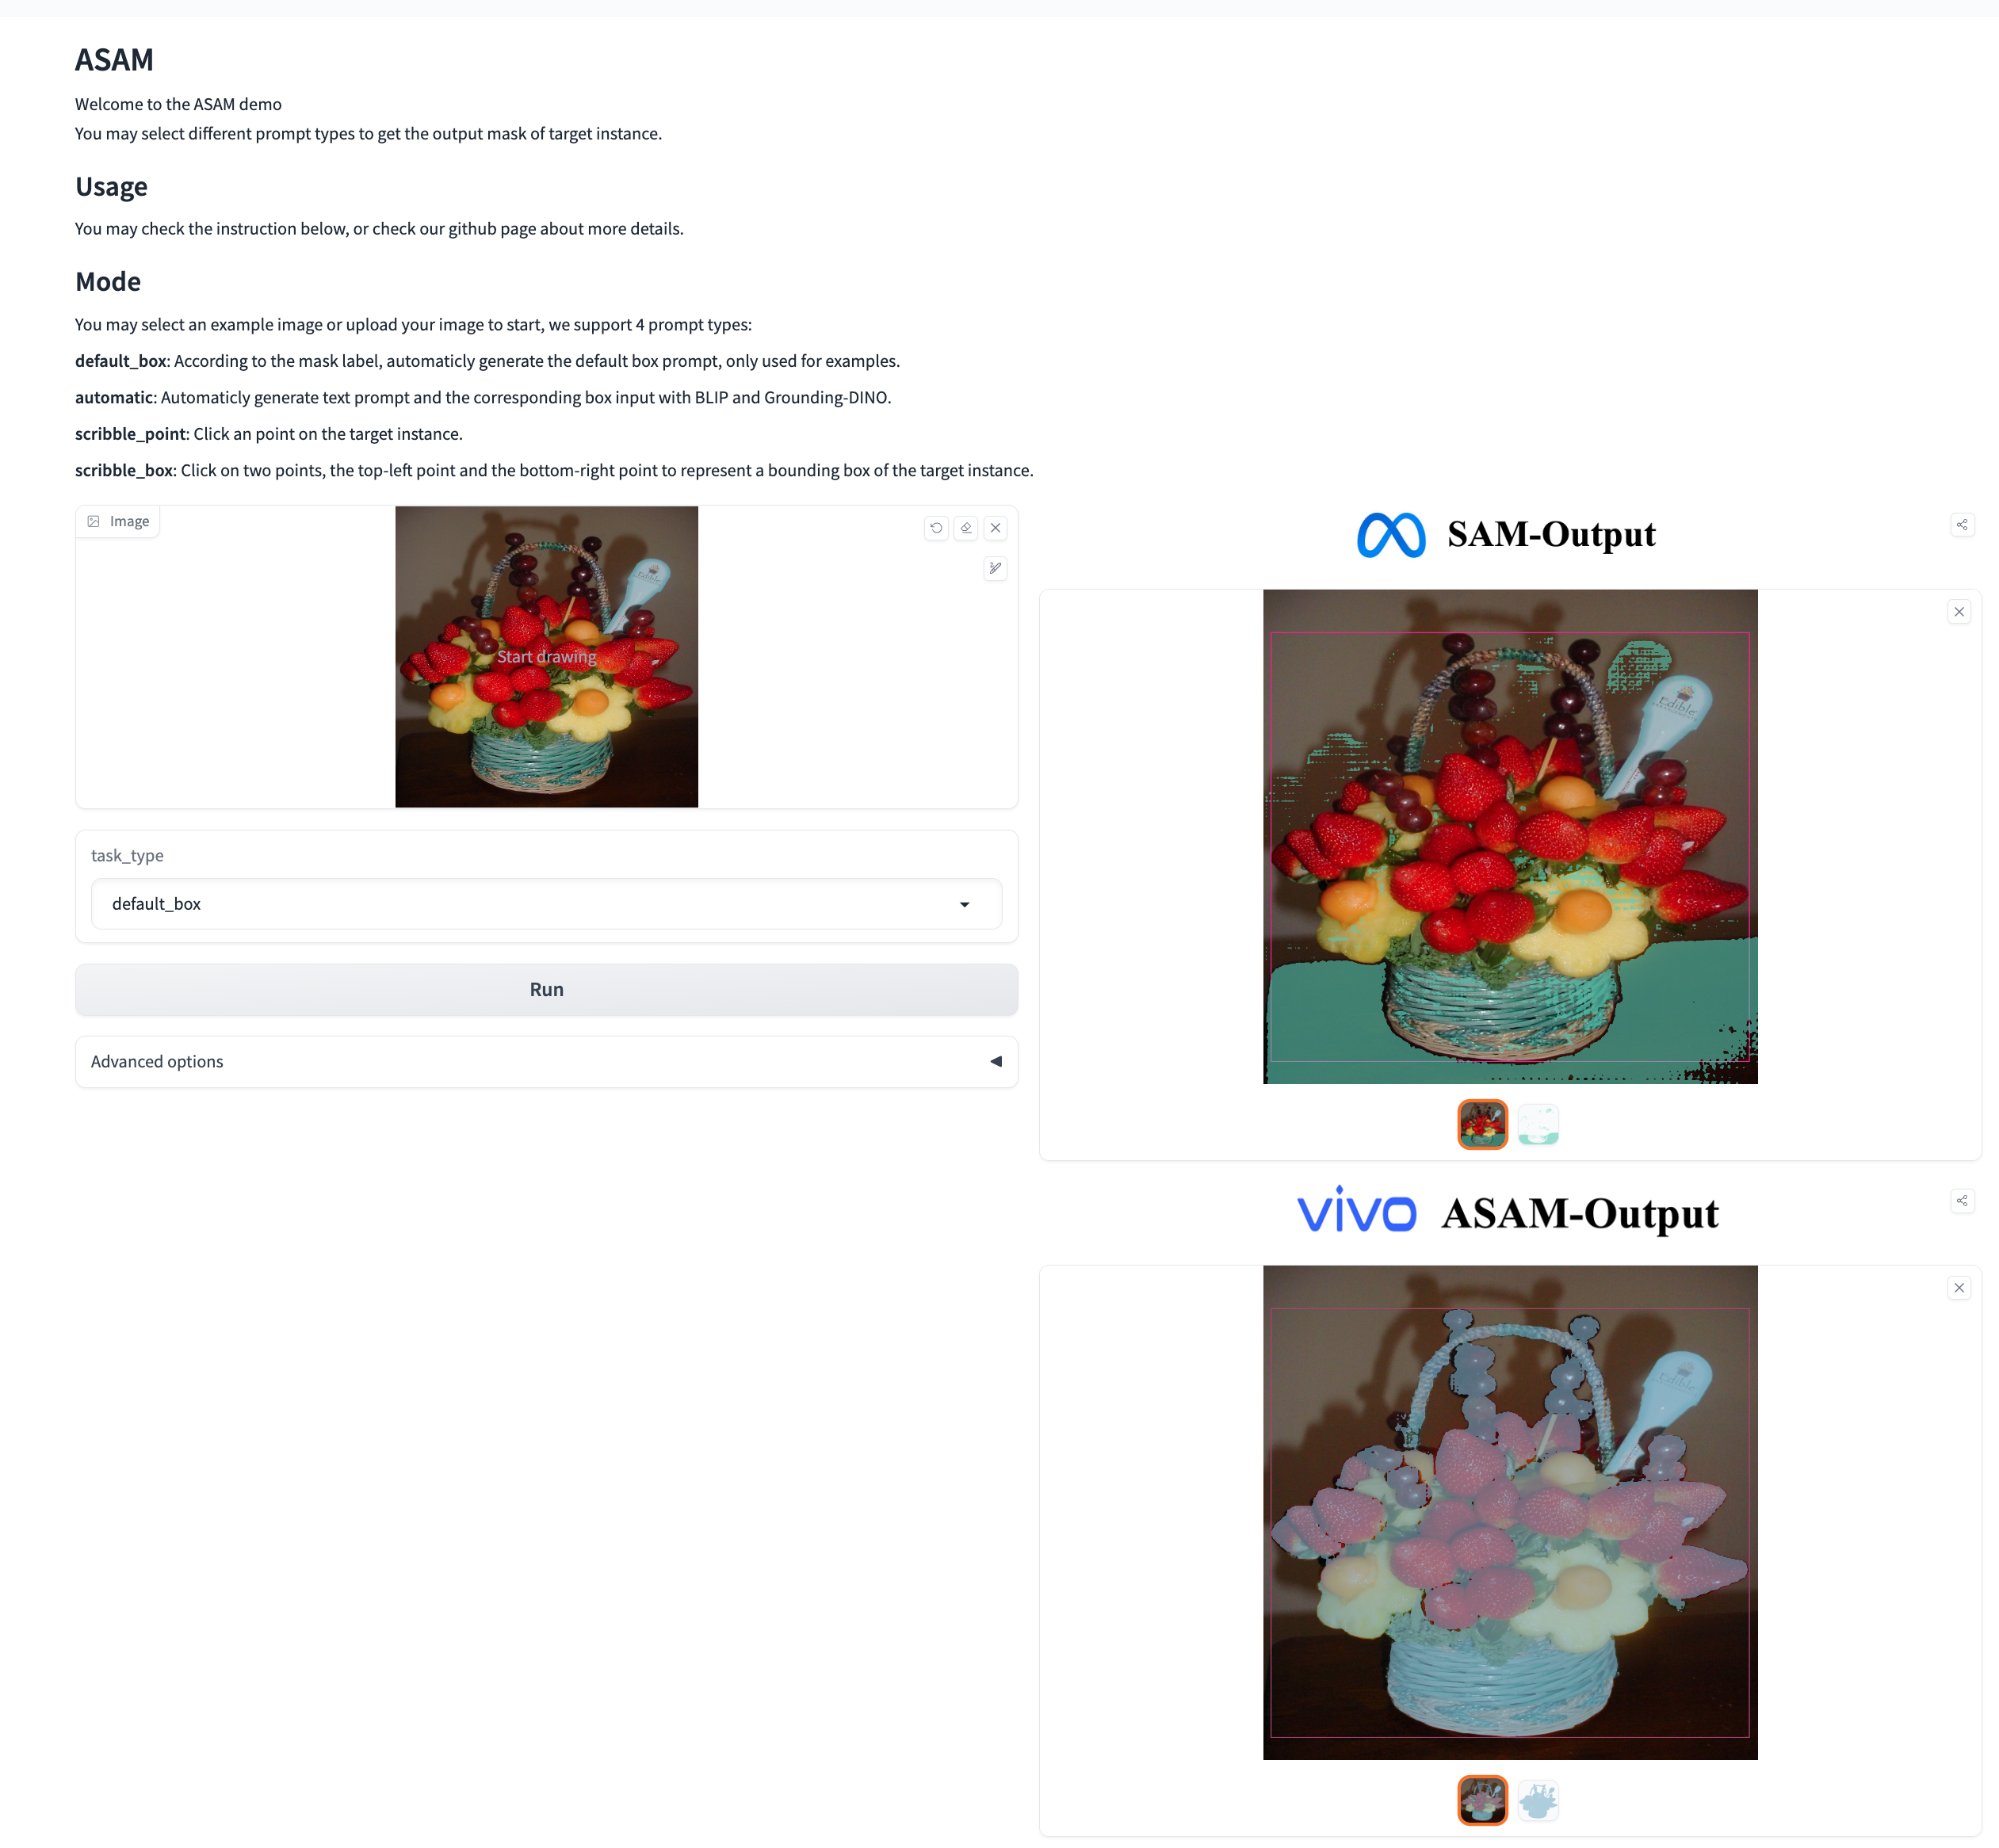 ASAM
Welcome to the ASAM demo
You may select different prompt types to get the output mask of target instance.
Usage
You may check the instruction below, or check our github page about more details.
Mode
You may select an example image or upload your image to start, we support 4 prompt types:
default_box: According to the mask label, automaticly generate the default box prompt, only used for examples.
automatic: Automaticly generate text prompt and the corresponding box input with BLIP and Grounding-DINO.
scribble_point: Click an point on the target instance.
scribble_box: Click on two points, the top-left point and the bottom-right point to represent a bounding box of the target instance.
Image
Edible
Start drawing
task_type
default_box
Run
Advanced options
SAM-Output
Edible
vivo ASAM-Output
Edible